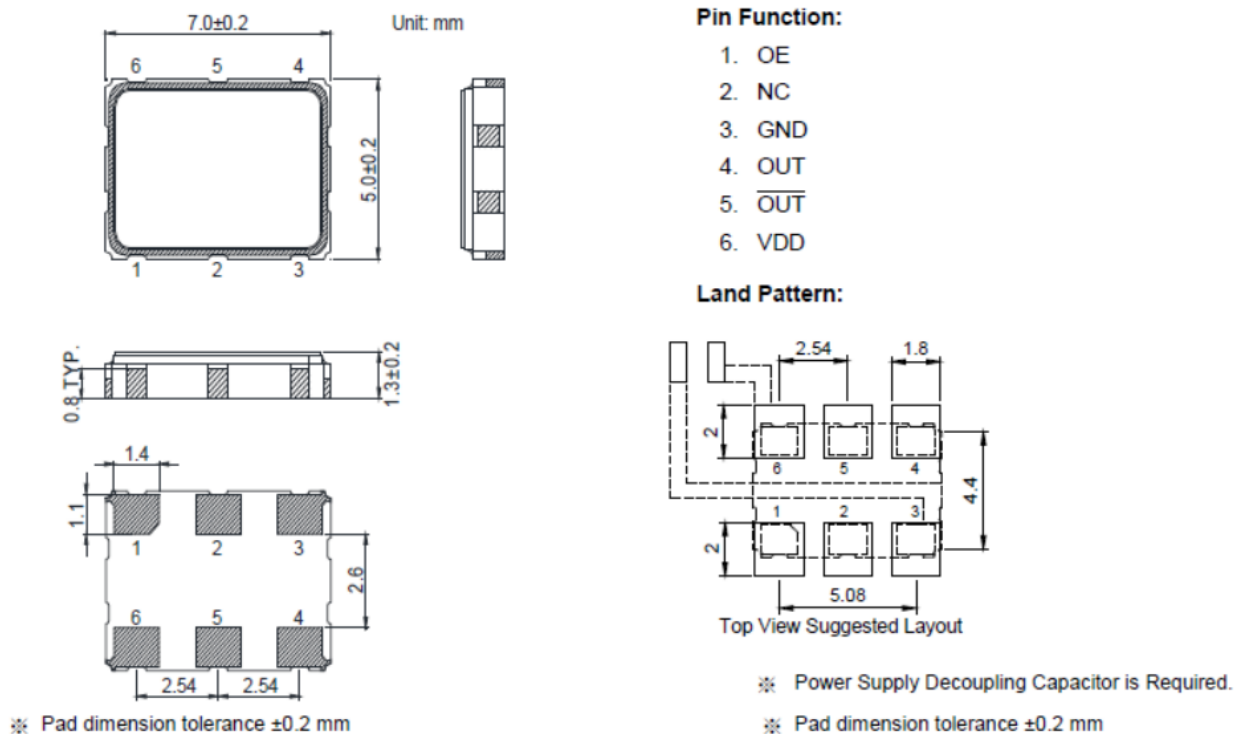 7.0±0.2
Unit: mm
6 5 4
5.0±0.2
1 2 3
0.8 TYP.
1.3±0.2
1.4
1.1
1 2 3
2.6
6 5 4
2.54 2.54
※ Pad dimension tolerance ±0.2 mm
Pin Function:
1. OE
2. NC
3. GND
4. OUT
5. O̅U̅T̅
6. VDD
Land Pattern:
2.54 1.8
2
6 5 4
4.4
1 2 3
2
5.08
Top View Suggested Layout
※ Power Supply Decoupling Capacitor is Required.
※ Pad dimension tolerance ±0.2 mm